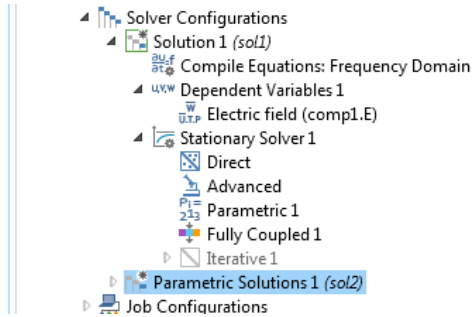 Solver Configurations
Solution 1 (sol1)
Compile Equations: Frequency Domain
Dependent Variables 1
Electric field (comp1.E)
Stationary Solver 1
Direct
Advanced
Parametric 1
Fully Coupled 1
Iterative 1
Parametric Solutions 1 (sol2)
Job Configurations